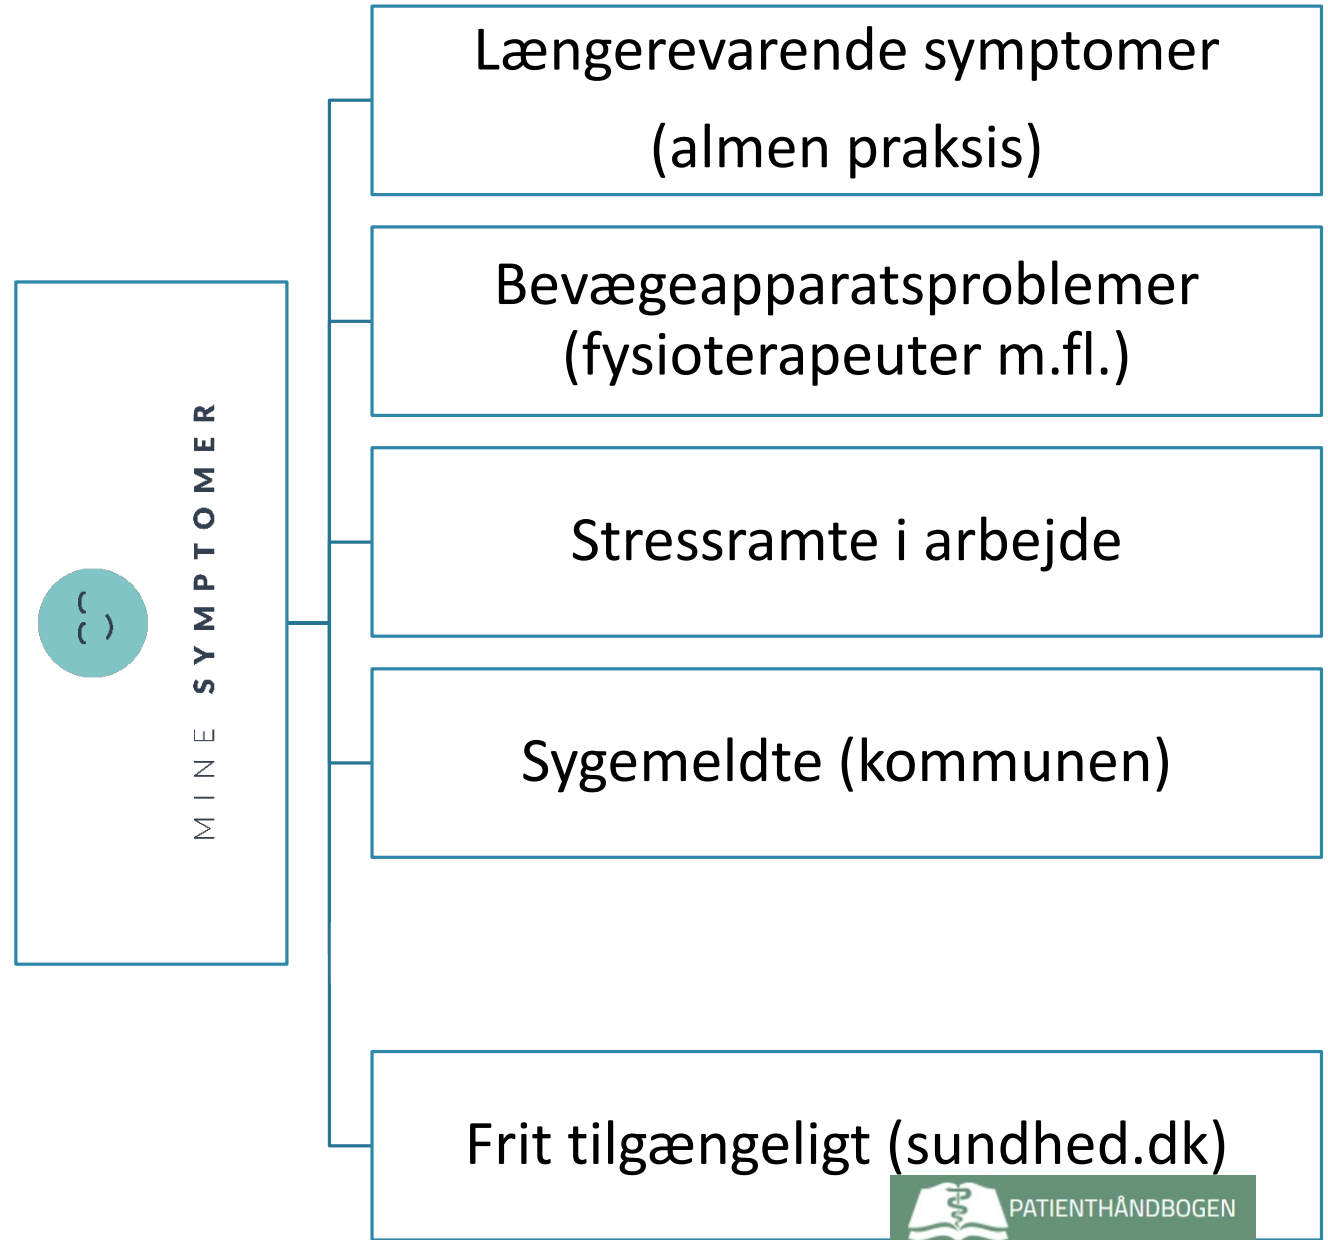 MINE SYMPTOMER
Længerevarende symptomer
(almen praksis)
Bevægeapparatsproblemer
(fysioterapeuter m.fl.)
Stressramte i arbejde
Sygemeldte (kommunen)
Frit tilgængeligt (sundhed.dk)
PATIENTHÅNDBOGEN